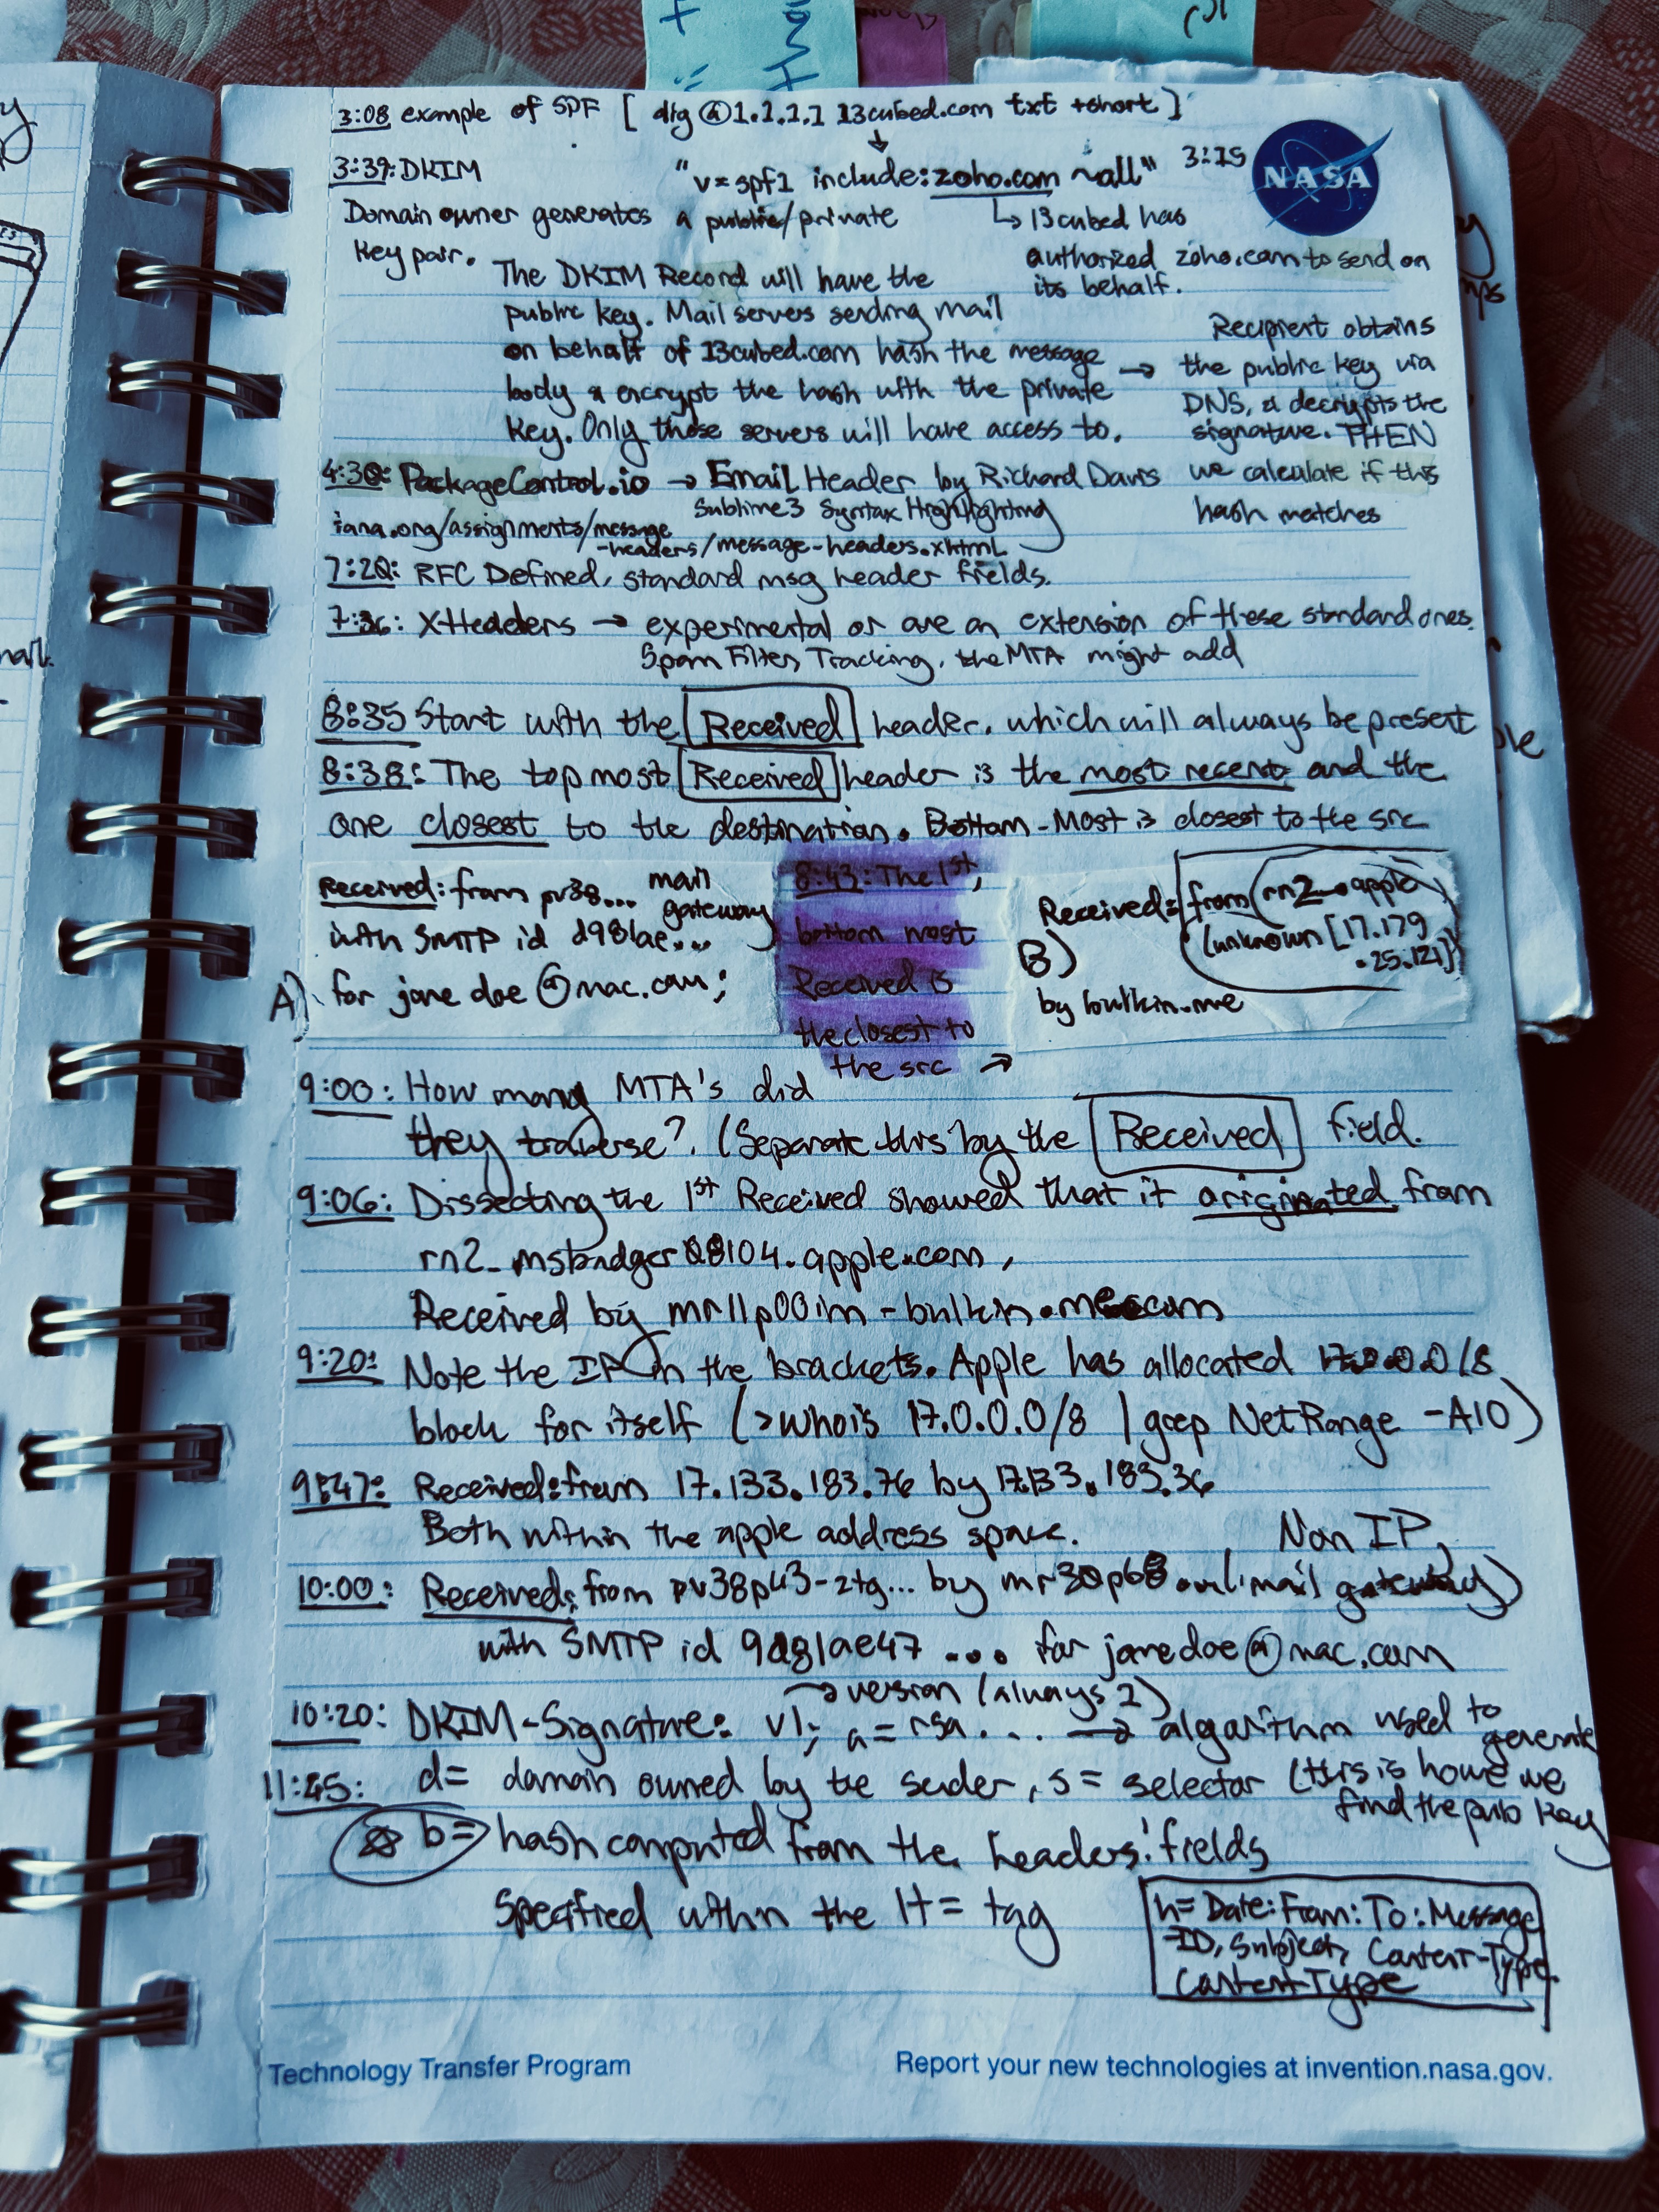 3:08 example of SPF [ dig @1.1.1.1 13cubed.com txt +short ]
"v=spf1 include:zoho.com ~all" 3:15
NASA
↳ 13cubed has
authorized zoho.com to send on
its behalf.
3:39: DKIM
Domain owner generates a public/private
key pair.
The DKIM Record will have the
public key. Mail servers sending mail
on behalf of 13cubed.com hash the message
body & encrypt the hash with the private
key. Only those servers will have access to.
→ Recipient obtains
the public key via
DNS, & decrypts the
signature. THEN
we calculate if this
hash matches
4:30: PackageControl.io → Email Header by Richard Davis
Sublime3 Syntax Highlighting
iana.org/assignments/message
-headers/message-headers.xhtml
7:20: RFC Defined, standard msg header fields.
7:36: XHeaders → experimental or are an extension of these standard ones.
Spam Filter, Tracking, the MTA might add
8:35 Start with the Received header, which will always be present
8:38: The top most Received header is the most recent and the
one closest to the destination. Bottom-Most is closest to the src
Received: from pv38... mail
gateway
with SMTP id d981ae...
A) for jane doe @mac.com;
8:43: The 1st,
bottom most
Received is
the closest to
the src →
Received: from (rn2_.apple
(unknown [17.179
.25.121])
B)
by bulkin.me
9:00: How many MTA's did
they traverse? (Separate this by the Received field.
9:06: Dissecting the 1st Received showed that it originated from
rn2_msbadger08104.apple.com,
Received by mr11p00im-bulkin.me.com
9:20: Note the IP in the brackets. Apple has allocated 17.0.0.0/8
block for itself (>whois 17.0.0.0/8 | grep NetRange -A10)
9:47: Received: from 17.133.183.76 by 17.133.183.36
Both within the apple address space. Non IP,
10:00: Received: from pv38p43-ztg... by mr30p68 mail gateway)
with SMTP id 9d81ae47 ... for janedoe@mac.com
→ version (always 1)
10:20: DKIM-Signature: v1; a=rsa... → algorithm used to
generate
11:45: d= domain owned by the sender, s= selector (this is how we
find the pub key
☆ b= hash computed from the headers' fields
specified within the H= tag
h= Date:From:To:Message
-ID, Subject, Content-Type.
Content-Type
Technology Transfer Program
Report your new technologies at invention.nasa.gov.